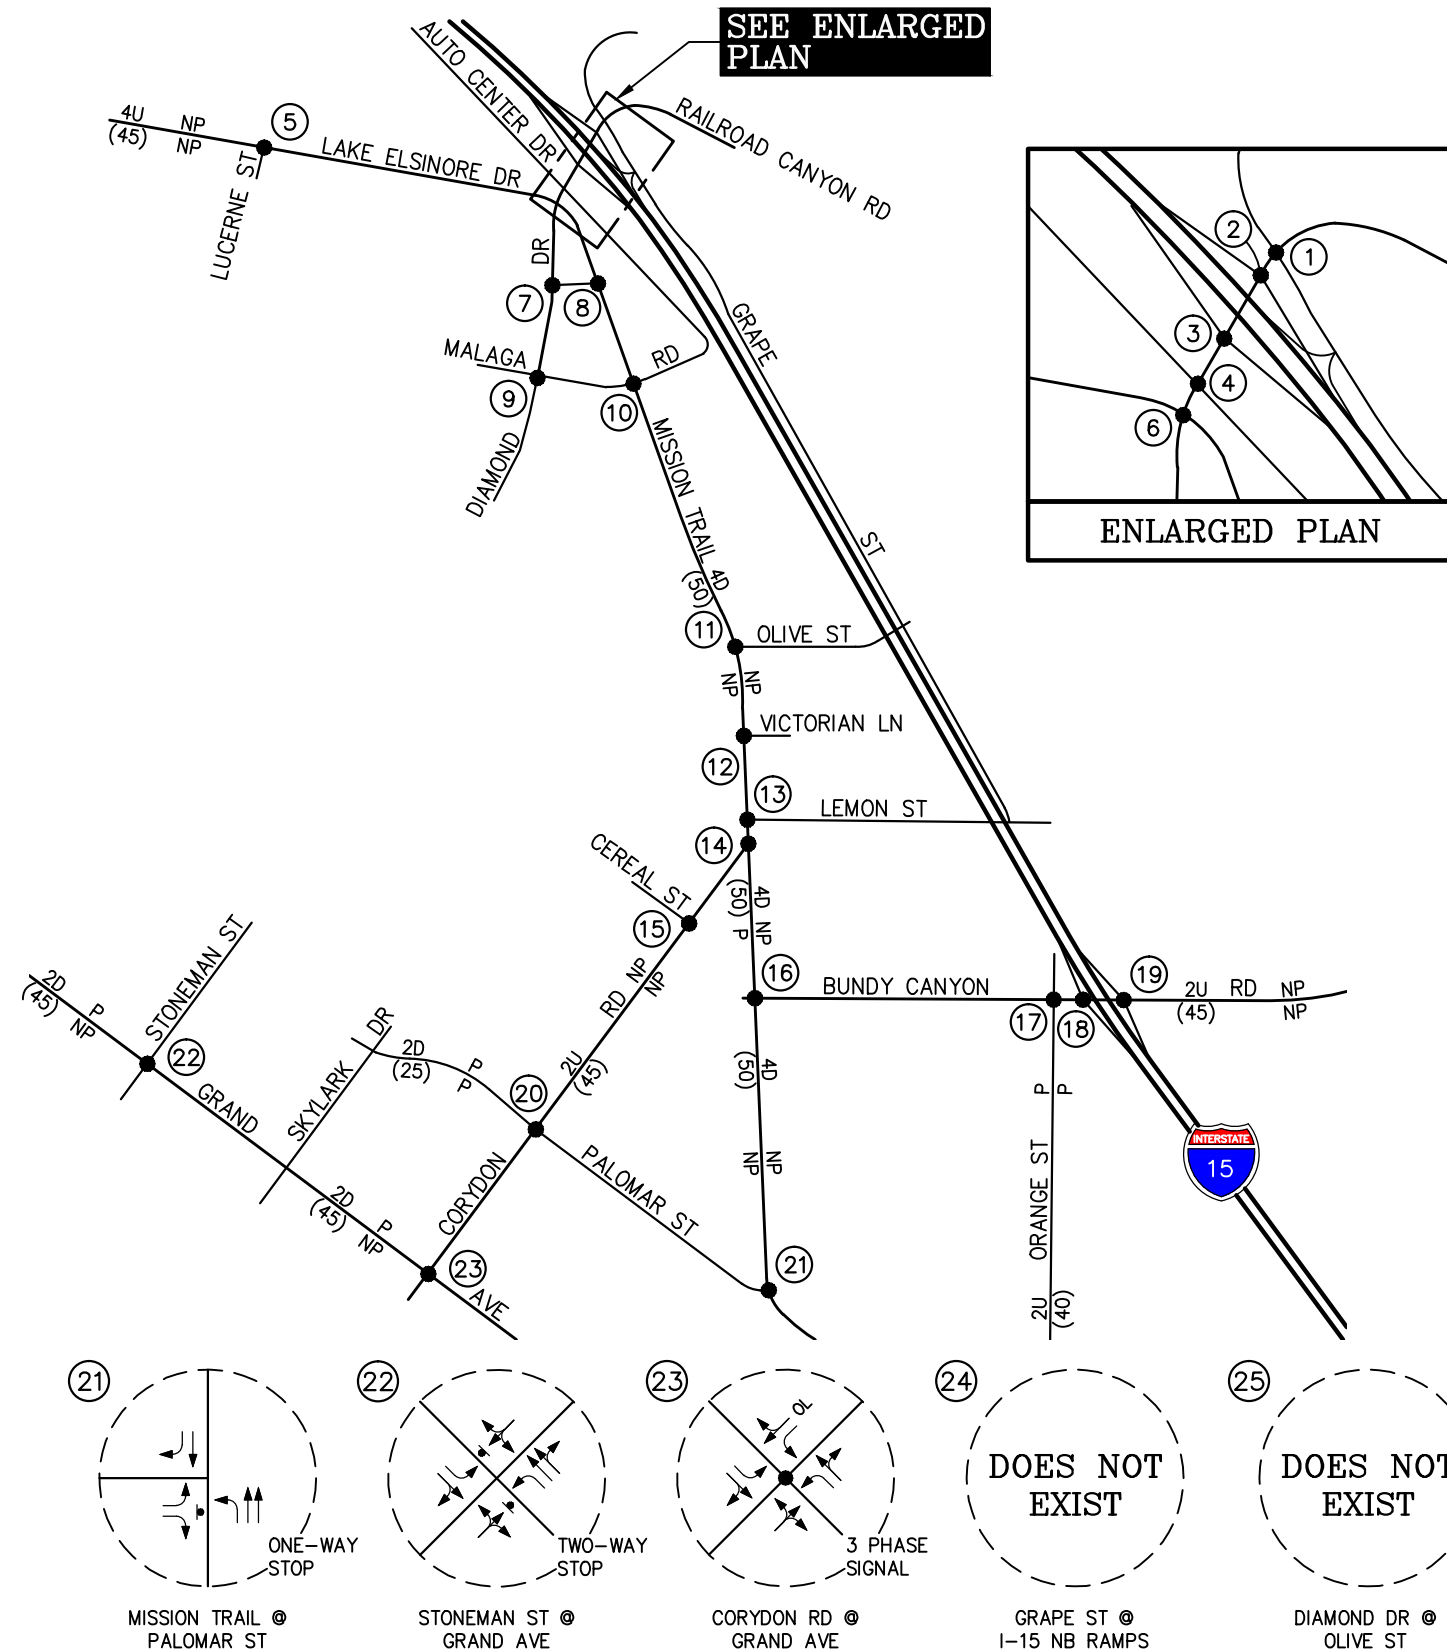 SEE ENLARGED
PLAN
AUTO CENTER DR
RAILROAD CANYON RD
4U
(45)
NP
NP
5
LAKE ELSINORE DR
LUCERNE ST
DR
7
8
GRAPE
ST
MALAGA
RD
9
10
DIAMOND
MISSION TRAIL
4D
(50)
2
1
3
4
6
ENLARGED PLAN
11
OLIVE ST
NP
NP
VICTORIAN LN
12
13
LEMON ST
14
CEREAL ST
15
4D
(50)
NP
P
16
BUNDY CANYON
RD
19
2U
(45)
NP
NP
17
18
STONEMAN ST
2D
(45)
P
NP
22
GRAND
AVE
SKYLARK
DR
2D
(25)
P
P
RD
NP
NP
2U
(45)
20
4D
(50)
NP
NP
P
P
ORANGE ST
2U
(40)
INTERSTATE
15
PALOMAR ST
CORYDON
2D
(45)
P
NP
23
21
21
ONE-WAY
STOP
MISSION TRAIL @
PALOMAR ST
22
TWO-WAY
STOP
STONEMAN ST @
GRAND AVE
23
OL
3 PHASE
SIGNAL
CORYDON RD @
GRAND AVE
24
DOES NOT
EXIST
GRAPE ST @
I-15 NB RAMPS
25
DOES NOT
EXIST
DIAMOND DR @
OLIVE ST